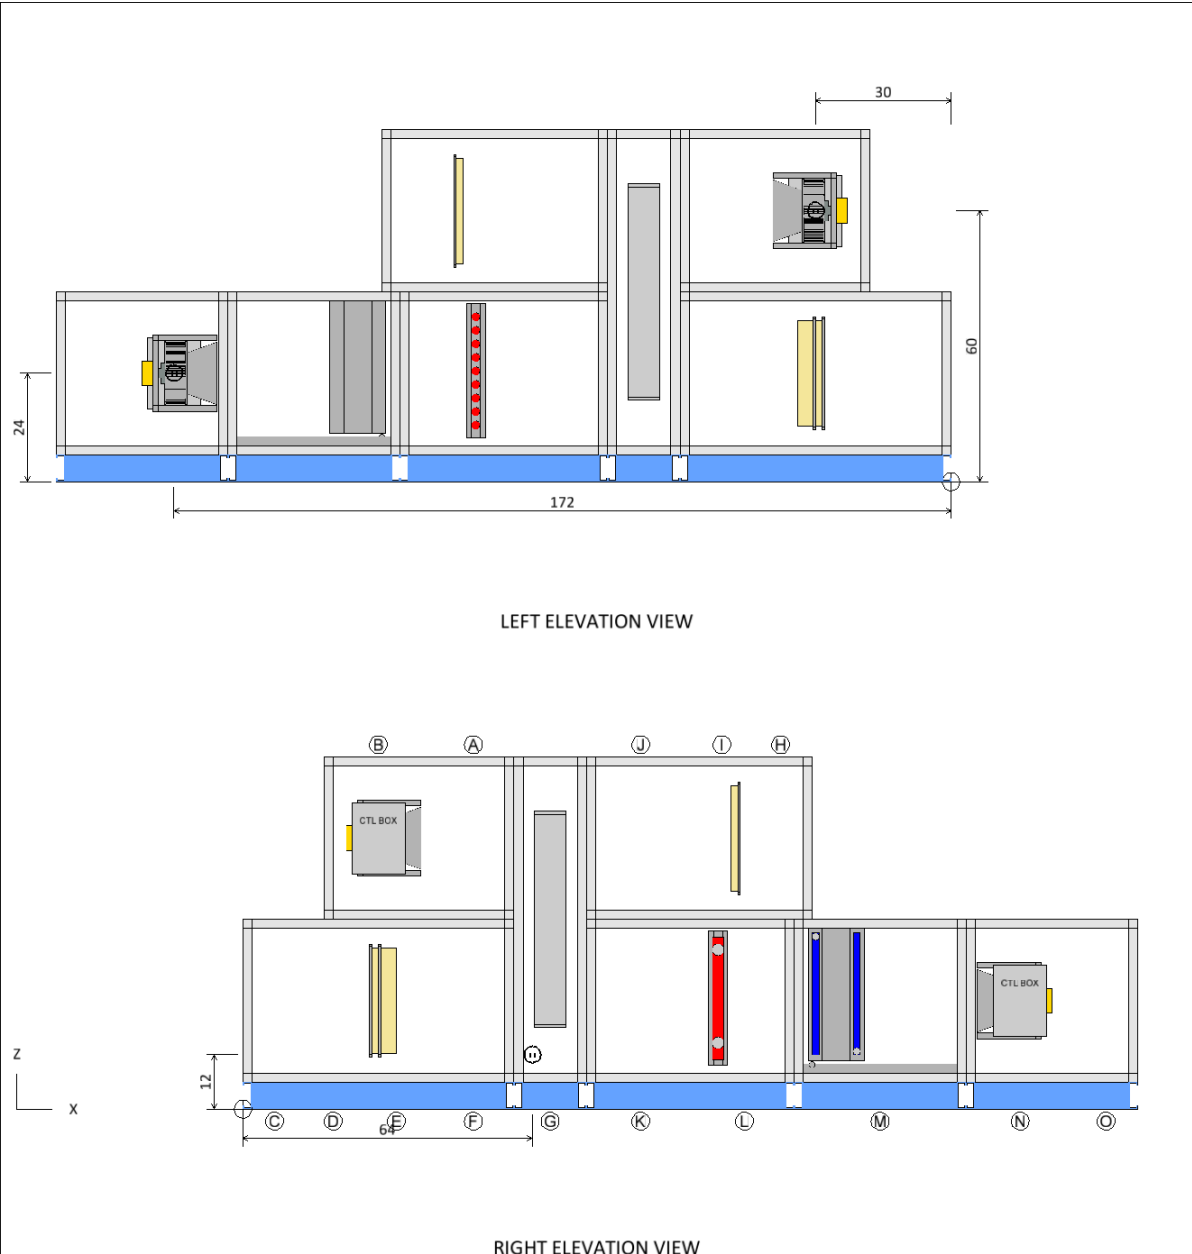 30
60
24
172
LEFT ELEVATION VIEW
B A J I H
CTL BOX
CTL BOX
Z
X
12
C D E F G K L M N O
64
RIGHT ELEVATION VIEW